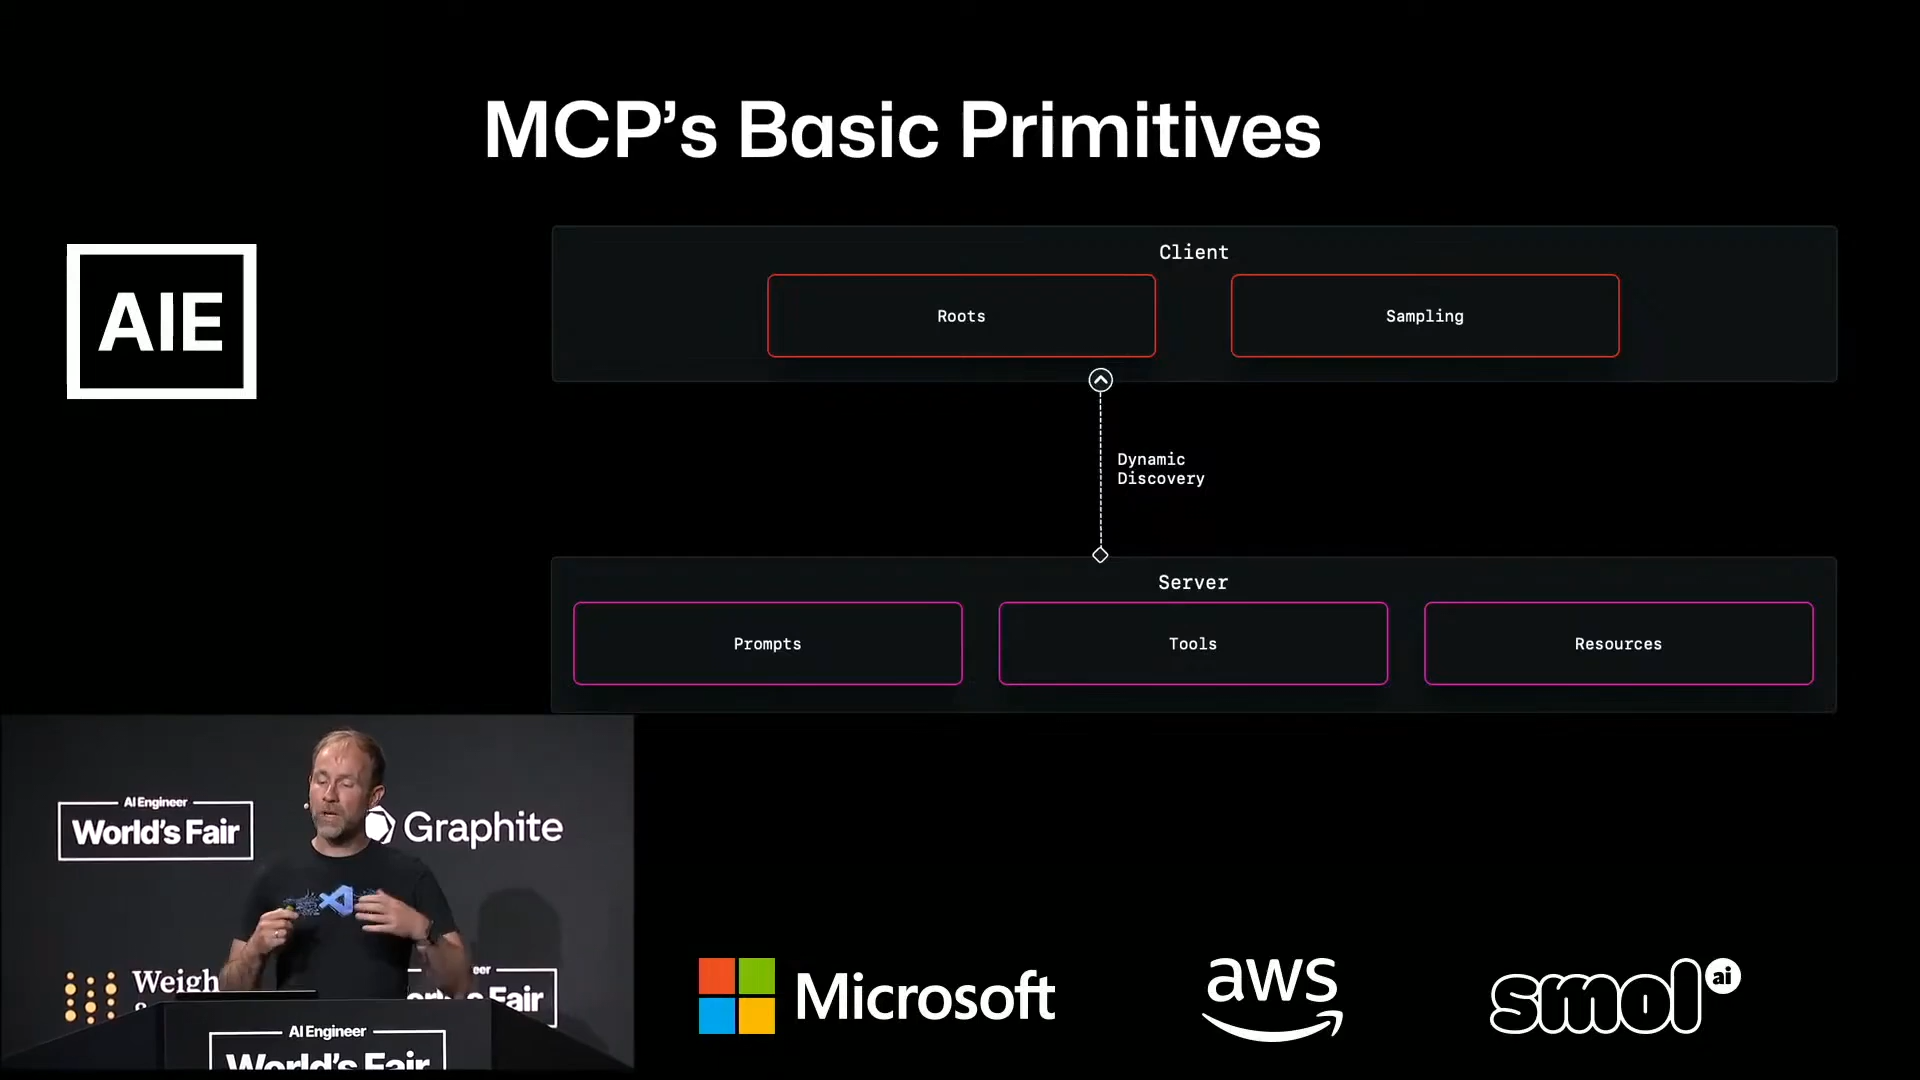 MCP’s Basic Primitives
AIE
Client
Roots
Sampling
Dynamic
Discovery
Server
Prompts
Tools
Resources
AI Engineer
World’s Fair
Graphite
AI Engineer
World’s Fair
Microsoft
aws
smol
ai